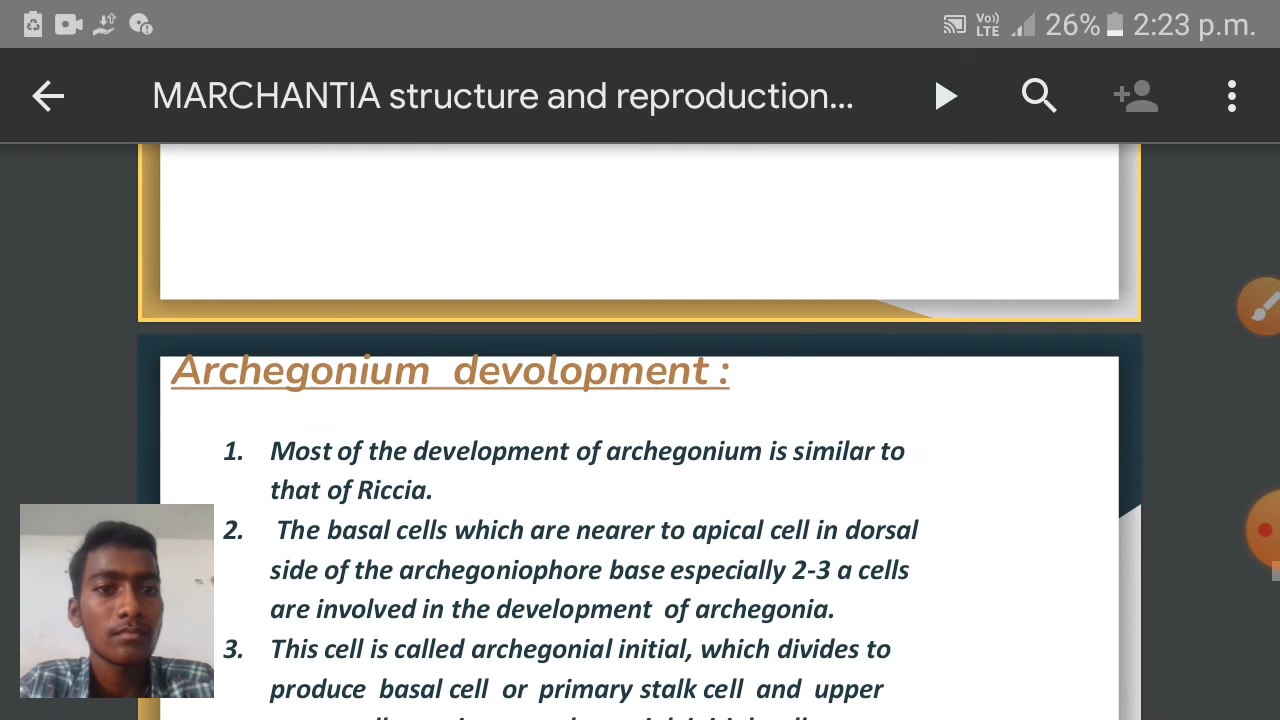 Vo)) LTE 26% 2:23 p.m.
MARCHANTIA structure and reproduction...
Archegonium devolopment :
1. Most of the development of archegonium is similar to
that of Riccia.
2. The basal cells which are nearer to apical cell in dorsal
side of the archegoniophore base especially 2-3 a cells
are involved in the development of archegonia.
3. This cell is called archegonial initial, which divides to
produce basal cell or primary stalk cell and upper